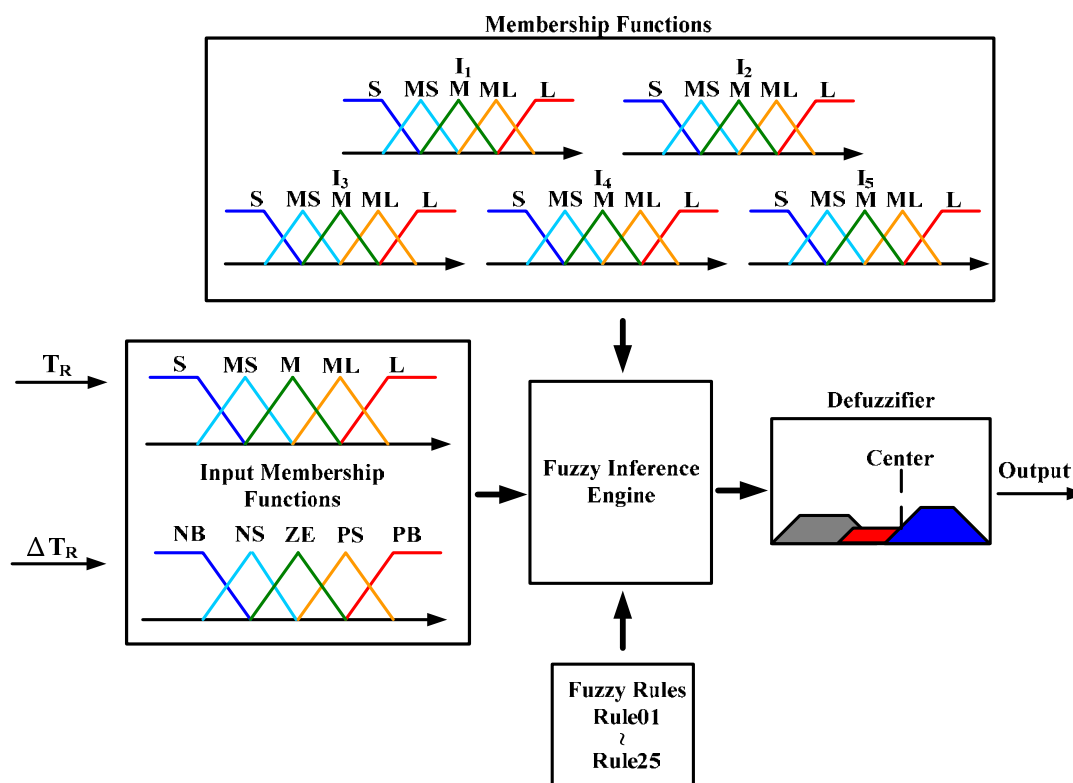 Membership Functions
I1
S MS M ML L
I2
S MS M ML L
I3
S MS M ML L
I4
S MS M ML L
I5
S MS M ML L
TR
S MS M ML L
Input Membership
Functions
Δ TR
NB NS ZE PS PB
Fuzzy Inference
Engine
Defuzzifier
Center
Output
Fuzzy Rules
Rule01
~
Rule25